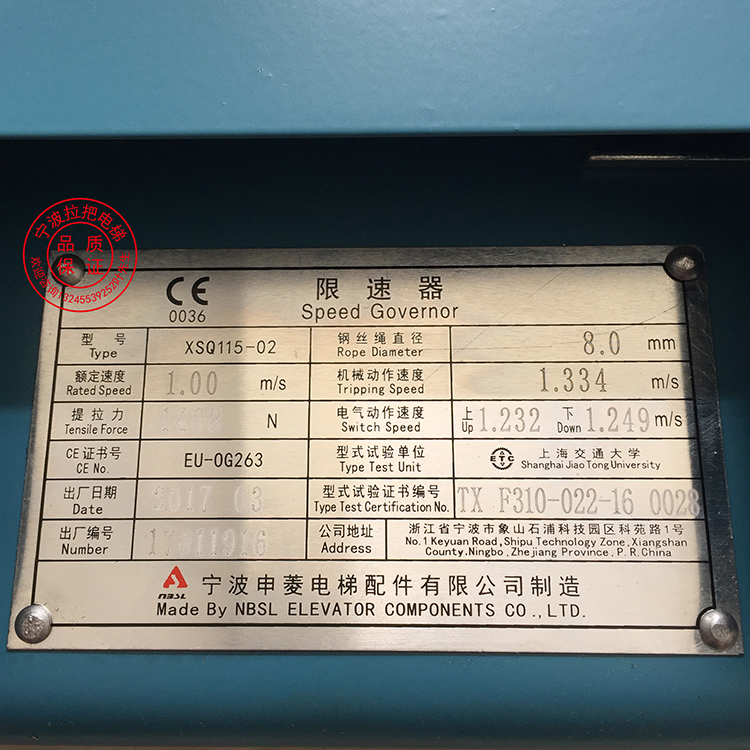 宁波拉把电梯
品质
保证
CE
0036
限速器
Speed Governor
型号 XSQ115-02 钢丝绳直径 8.0 mm
Type Rope Diameter
额定速度 1.00 m/s 机械动作速度 1.334 m/s
Rated Speed Tripping Speed
提拉力 N 电气动作速度 上 1.232 下 1.249 m/s
Tensile Force Switch Speed Up Down
CE证书号 EU-0G263 型式试验单位 上海交通大学
CE No. Type Test Unit ETC Shanghai Jiao Tong University
出厂日期 2017 03 型式试验证书编号 TX F310-022-16 0028
Date Type Test Certification No.
出厂编号 公司地址 浙江省宁波市象山石浦科技园区科苑路1号
Number Address No.1 Keyuan Road, Shipu Technology Zone, Xiangshan
County. Ningbo, Zhejiang Province, P.R.China
NBSL 宁波申菱电梯配件有限公司制造
Made By NBSL ELEVATOR COMPONENTS CO.,LTD.